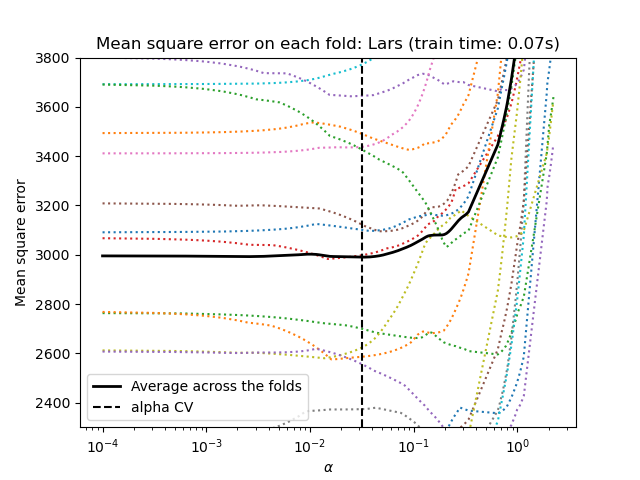 Mean square error on each fold: Lars (train time: 0.07s)
3800
3600
3400
3200
3000
2800
2600
2400
Mean square error
Average across the folds
alpha CV
10⁻⁴
10⁻³
10⁻²
10⁻¹
10⁰
α